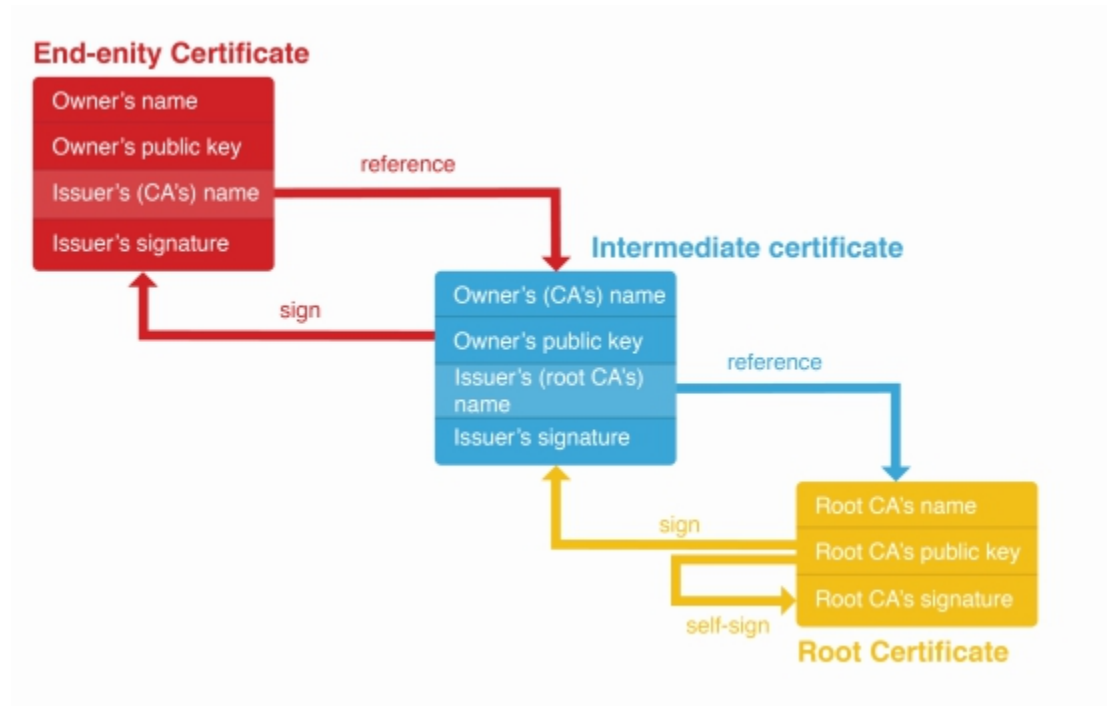 End-enity Certificate
Owner's name
Owner's public key
Issuer's (CA's) name
Issuer's signature
reference
sign
Intermediate certificate
Owner's (CA's) name
Owner's public key
Issuer's (root CA's)
name
Issuer's signature
reference
sign
self-sign
Root CA's name
Root CA's public key
Root CA's signature
Root Certificate